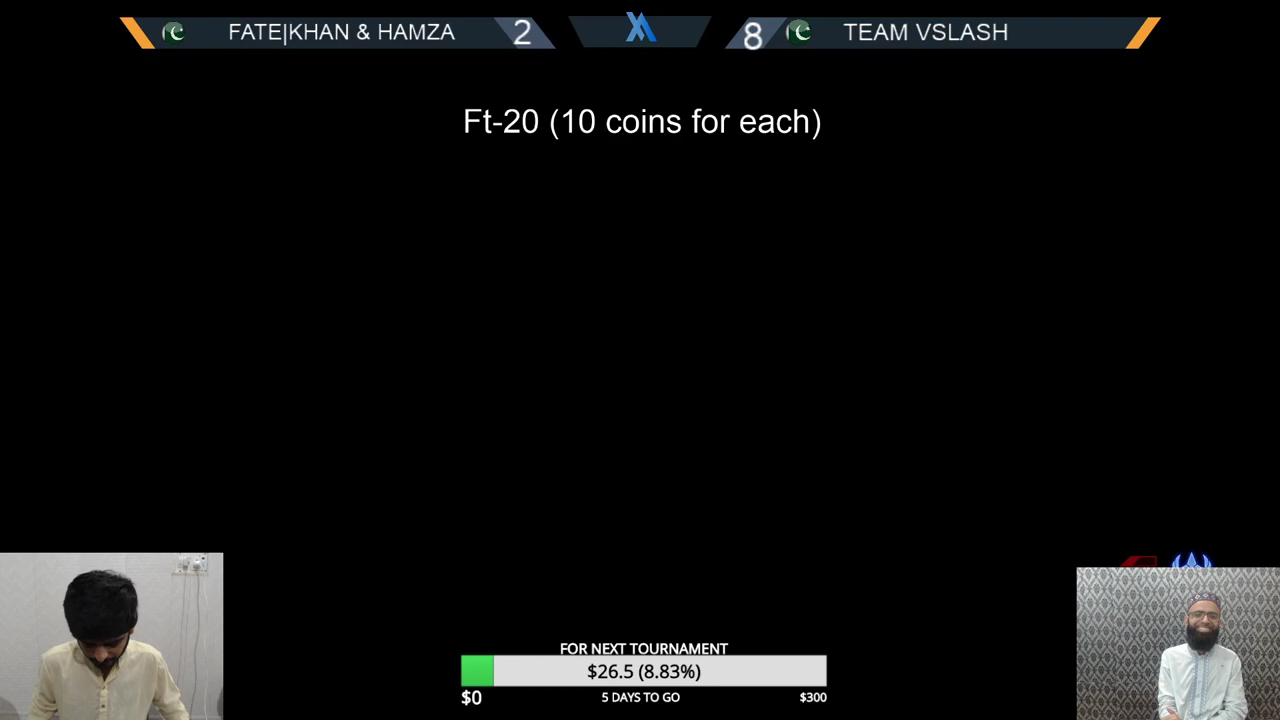 FATE|KHAN & HAMZA 2 8 TEAM VSLASH
Ft-20 (10 coins for each)
FOR NEXT TOURNAMENT
$26.5 (8.83%)
$0 5 DAYS TO GO $300